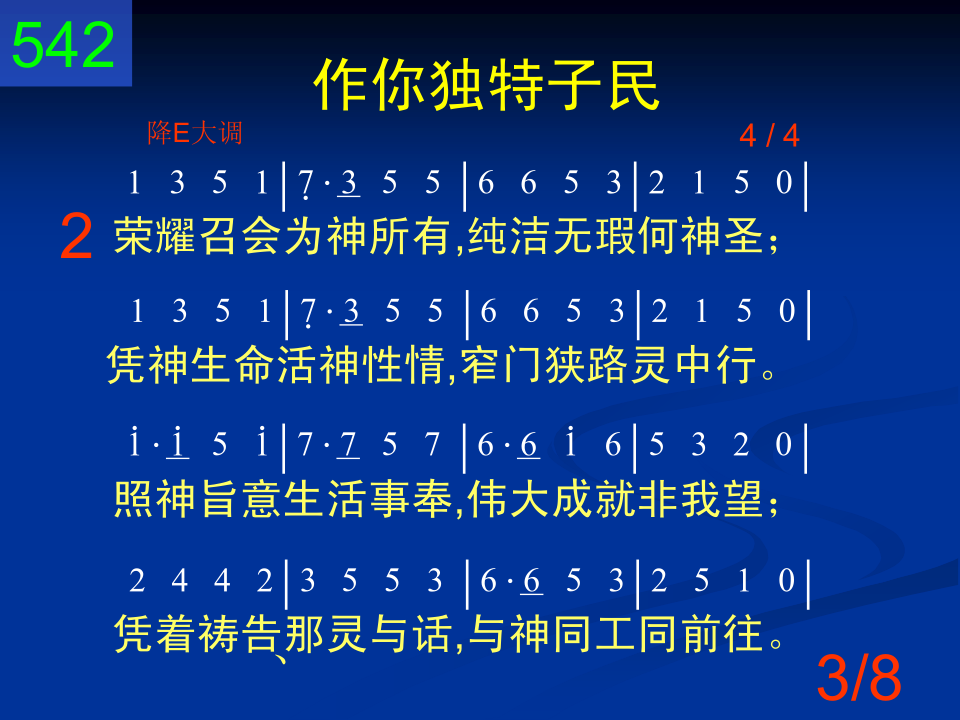 542
作你独特子民
降E大调 4 / 4
1 3 5 1 | 7̣ · 3̲ 5 5 | 6 6 5 3 | 2 1 5 0 |
2 荣耀召会为神所有,纯洁无瑕何神圣；
1 3 5 1 | 7̣ · 3̲ 5 5 | 6 6 5 3 | 2 1 5 0 |
凭神生命活神性情,窄门狭路灵中行。
i · i̲ 5 i | 7 · 7̲ 5 7 | 6 · 6̲ i 6 | 5 3 2 0 |
照神旨意生活事奉,伟大成就非我望；
2 4 4 2 | 3 5 5 3 | 6 · 6̲ 5 3 | 2 5 1 0 |
凭着祷告、那灵与话,与神同工同前往。
3/8